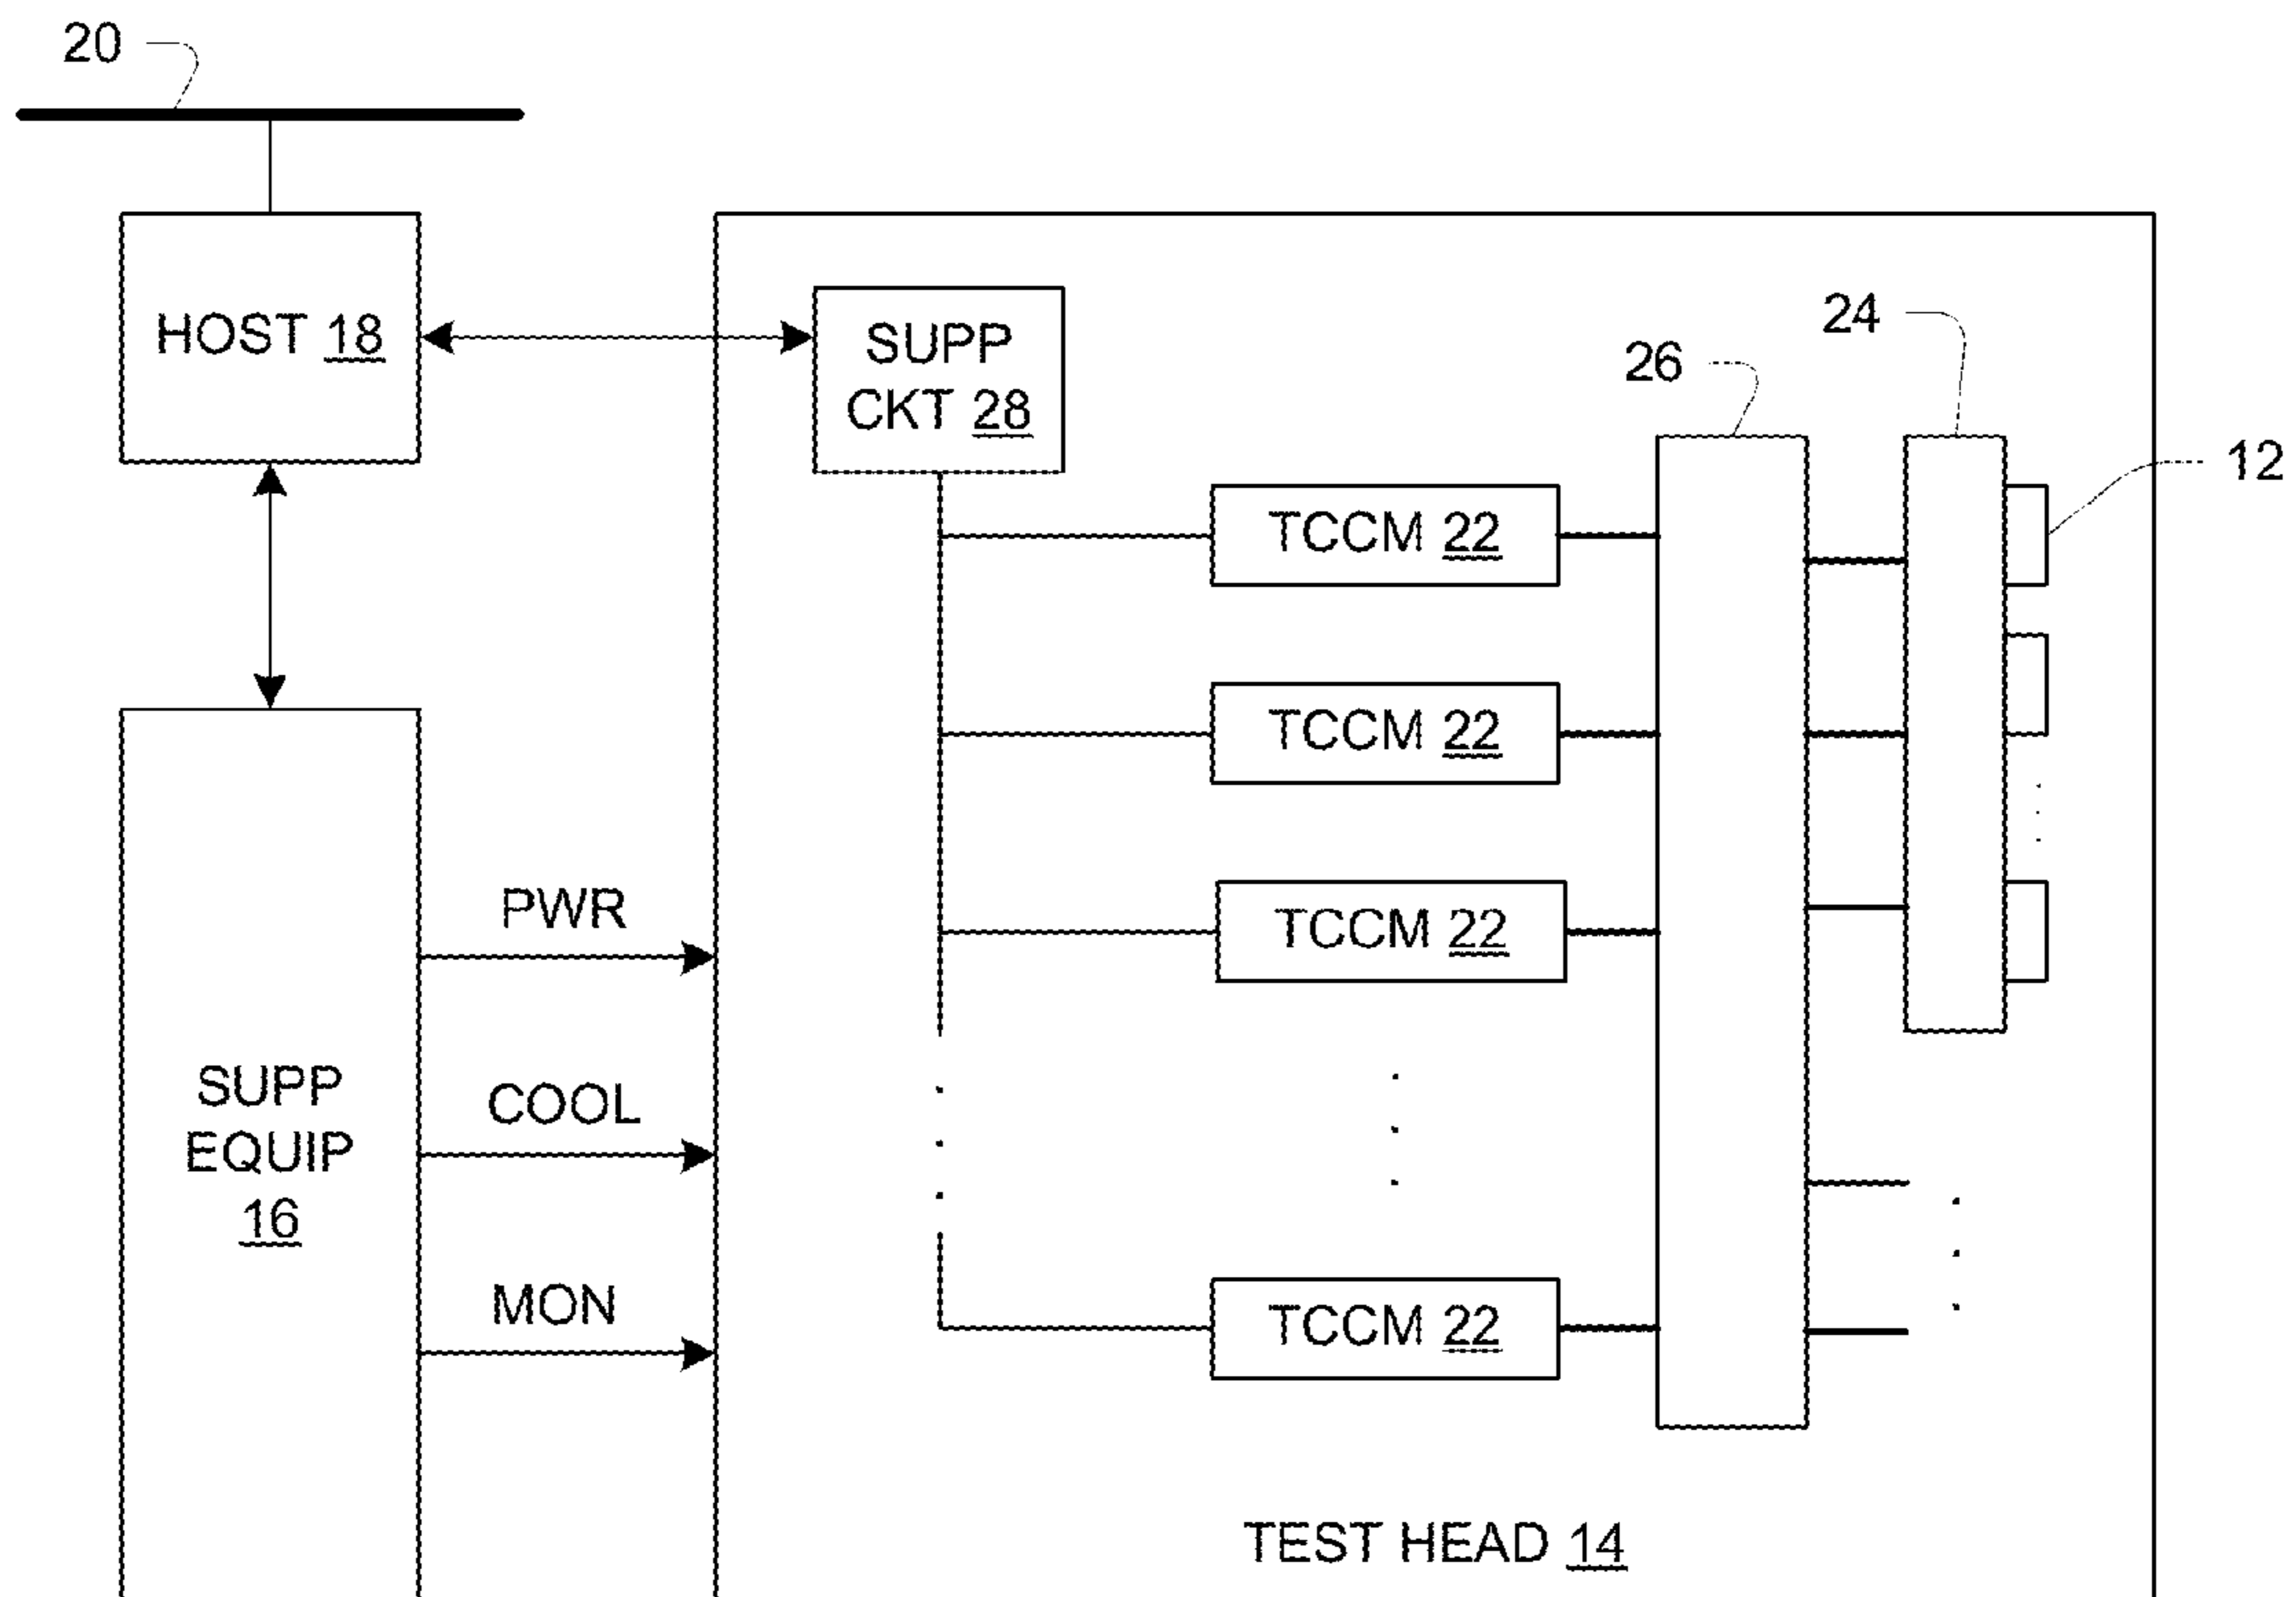 20
HOST 18
SUPP
CKT 28
24
26
12
TCCM 22
TCCM 22
TCCM 22
TCCM 22
PWR
COOL
MON
SUPP
EQUIP
16
TEST HEAD 14